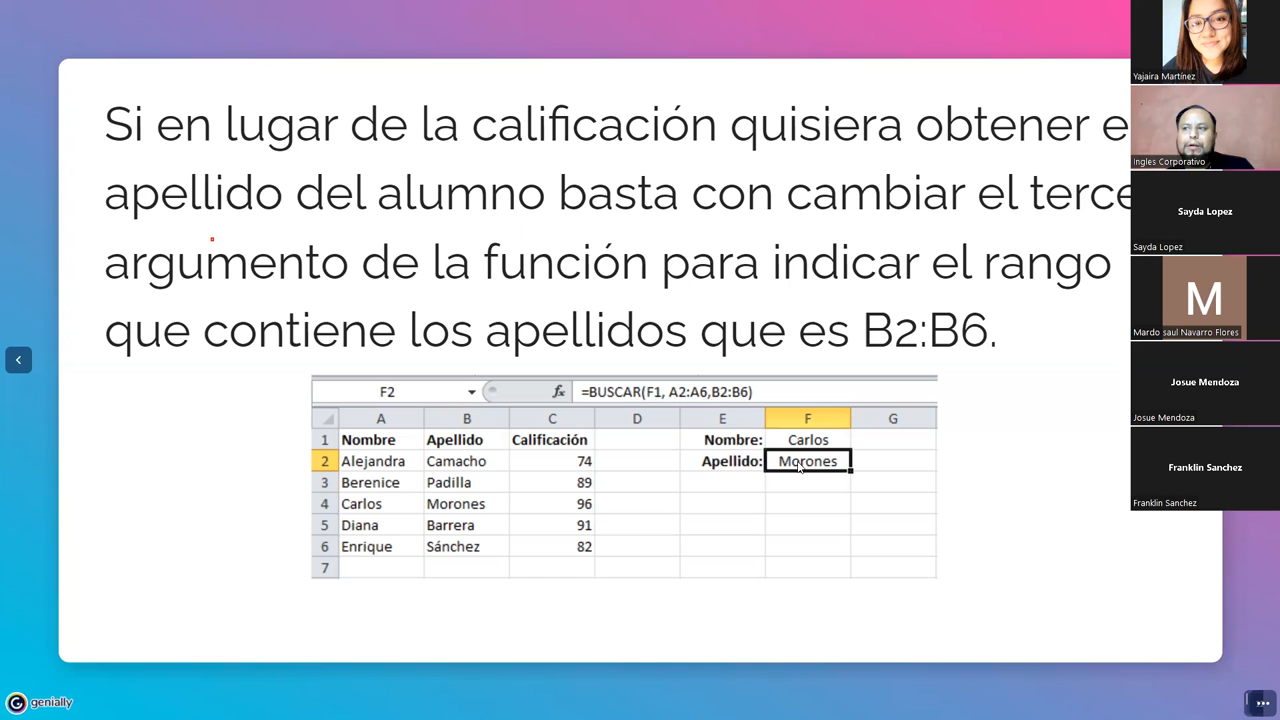 Si en lugar de la calificación quisiera obtener e
apellido del alumno basta con cambiar el terce
argumento de la función para indicar el rango
que contiene los apellidos que es B2:B6.
F2 fx =BUSCAR(F1, A2:A6,B2:B6)
A B C D E F G
1 Nombre Apellido Calificación Nombre: Carlos
2 Alejandra Camacho 74 Apellido: Morones
3 Berenice Padilla 89
4 Carlos Morones 96
5 Diana Barrera 91
6 Enrique Sánchez 82
7
genially
Yajaira Martínez
Ingles Corporativo
Sayda Lopez
Sayda Lopez
M
Mardo saul Navarro Flores
Josue Mendoza
Josue Mendoza
Franklin Sanchez
Franklin Sanchez